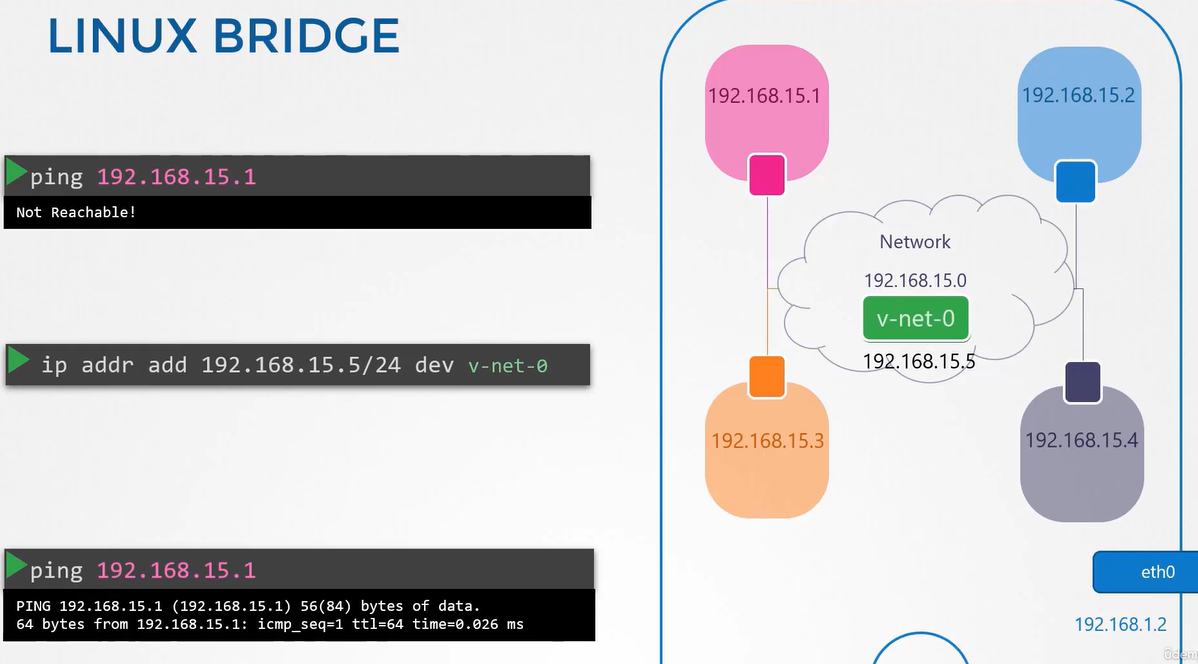 LINUX BRIDGE
ping 192.168.15.1
Not Reachable!
ip addr add 192.168.15.5/24 dev v-net-0
ping 192.168.15.1
PING 192.168.15.1 (192.168.15.1) 56(84) bytes of data.
64 bytes from 192.168.15.1: icmp_seq=1 ttl=64 time=0.026 ms
192.168.15.1
192.168.15.2
Network
192.168.15.0
v-net-0
192.168.15.5
192.168.15.3
192.168.15.4
eth0
192.168.1.2